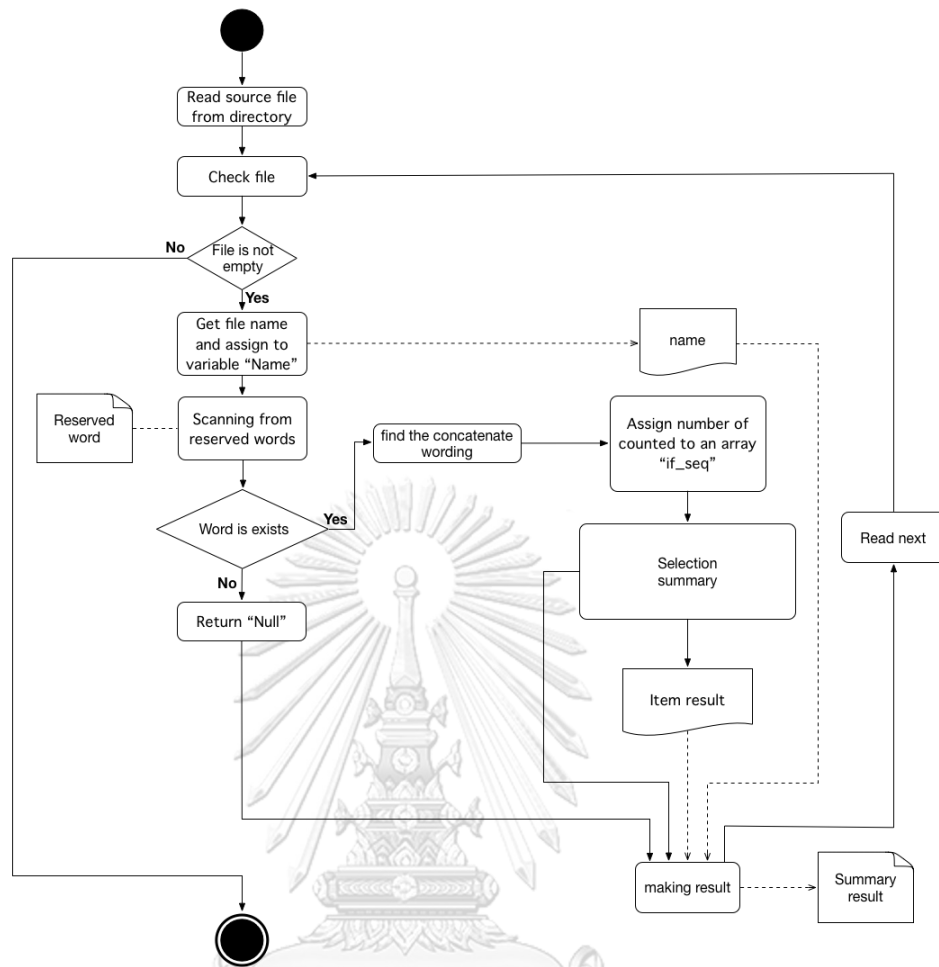 Read source file
from directory
Check file
No
File is not
empty
Yes
Get file name
and assign to
variable “Name”
name
Reserved
word
Scanning from
reserved words
find the concatenate
wording
Assign number of
counted to an array
“if_seq”
Word is exists
Yes
Selection
summary
Read next
No
Return “Null”
Item result
making result
Summary
result